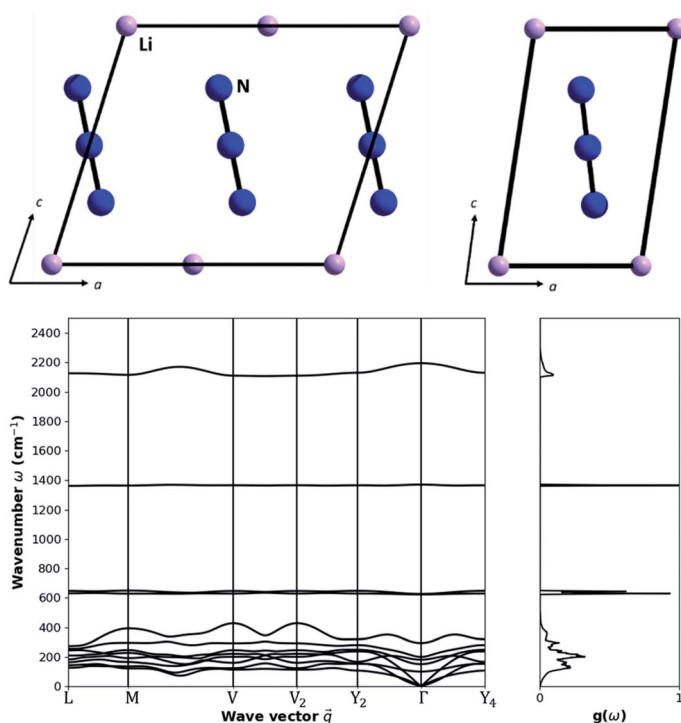 Li
N
c
a
c
a
2400
2200
2000
1800
1600
1400
1200
1000
800
600
400
200
0
Wavenumber ω (cm⁻¹)
L M V V₂ Y₂ Γ Y₄
Wave vector q⃗
0 1
g(ω)